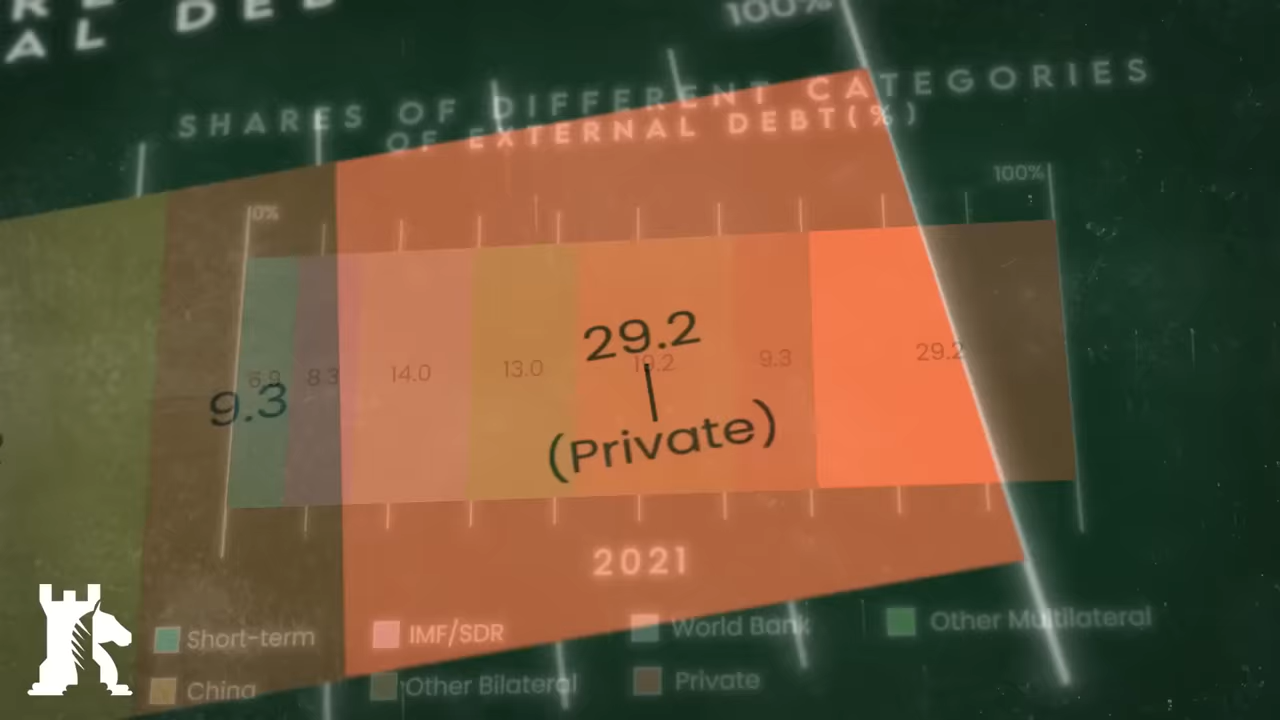 AL DEB
100%
SHARES OF DIFFERENT CATEGORIES
OF EXTERNAL DEBT(%)
0%
100%
6.9
8.3
14.0
13.0
19.2
9.3
29.2
9.3
29.2
(Private)
2021
Short-term
IMF/SDR
World Bank
Other Multilateral
China
Other Bilateral
Private